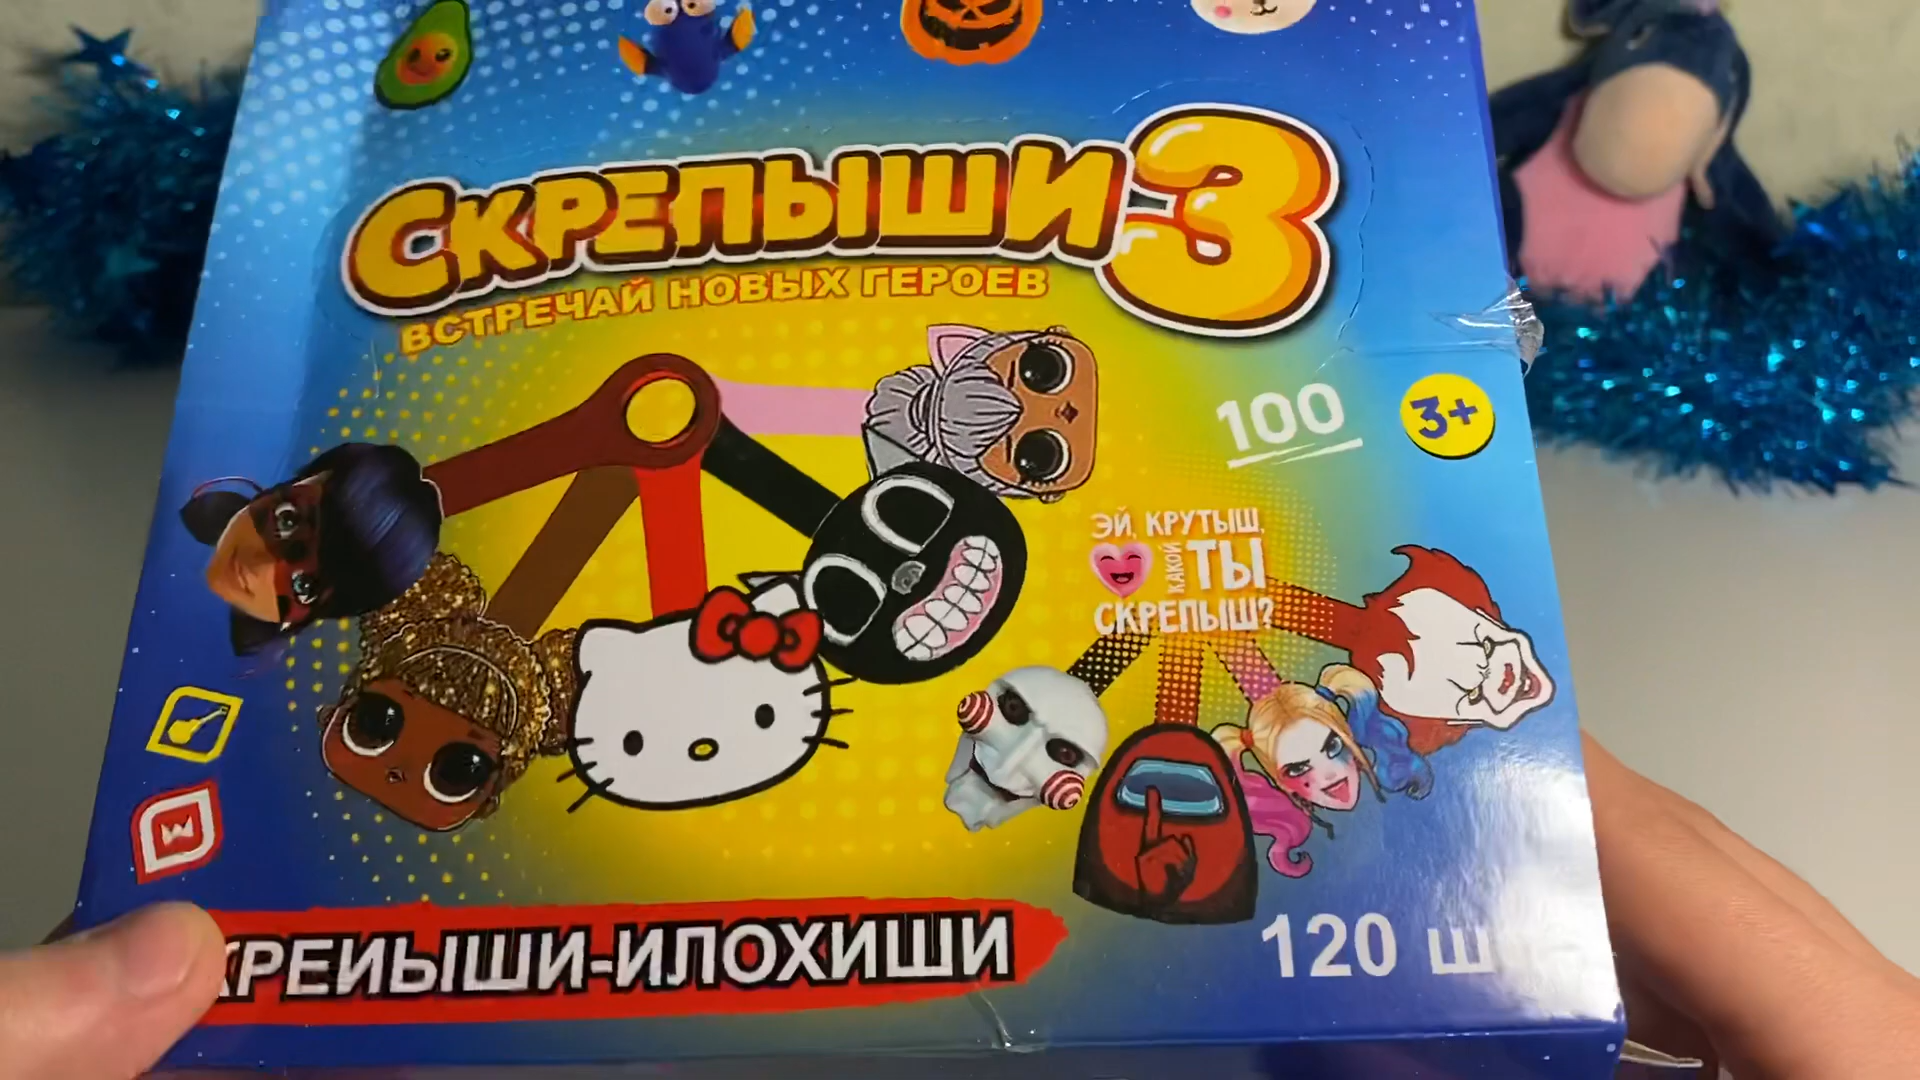 СКРЕПЫШИ 3
ВСТРЕЧАЙ НОВЫХ ГЕРОЕВ
100
3+
ЭЙ, КРУТЫШ,
КАКОЙ ТЫ
СКРЕПЫШ?
КРЕИЫШИ-ИЛОХИШИ
120 Ш